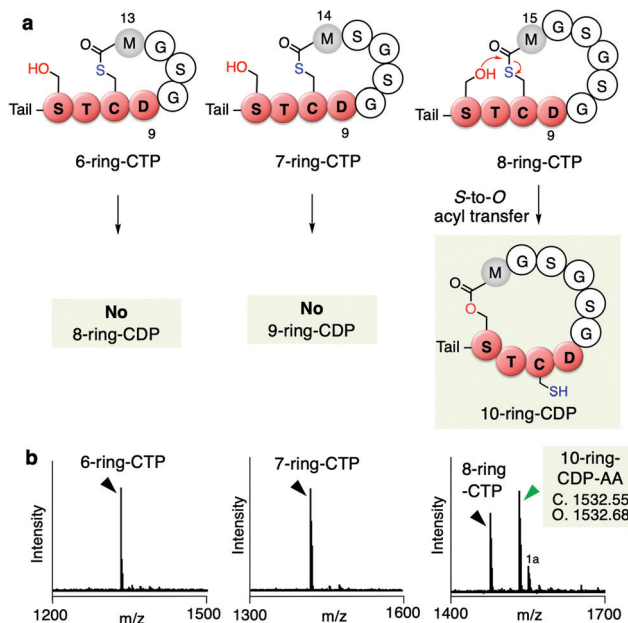 a
13
O
M
G
S
G
S
HO
Tail
S
T
C
D
9
6-ring-CTP
14
O
M
S
G
S
G
S
HO
Tail
S
T
C
D
9
7-ring-CTP
15
O
M
G
S
G
S
G
S
OH
Tail
S
T
C
D
9
8-ring-CTP
S-to-O
acyl transfer
No
8-ring-CDP
No
9-ring-CDP
O
M
G
S
G
S
G
O
Tail
S
T
C
D
SH
10-ring-CDP
b
6-ring-CTP
Intensity
1200
m/z
1500
7-ring-CTP
Intensity
1300
m/z
1600
8-ring
-CTP
10-ring-
CDP-AA
C. 1532.55
O. 1532.68
1a
Intensity
1400
m/z
1700